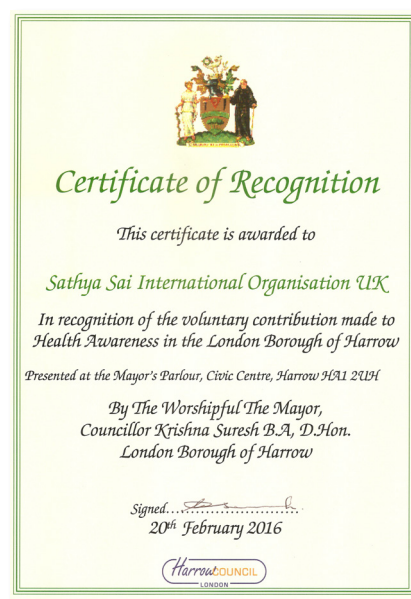 Certificate of Recognition
This certificate is awarded to
Sathya Sai International Organisation UK
In recognition of the voluntary contribution made to
Health Awareness in the London Borough of Harrow
Presented at the Mayor's Parlour, Civic Centre, Harrow HA1 2UH
By The Worshipful The Mayor,
Councillor Krishna Suresh B.A, D.Hon.
London Borough of Harrow
Signed..............................
20th February 2016
HarrowCOUNCIL
LONDON